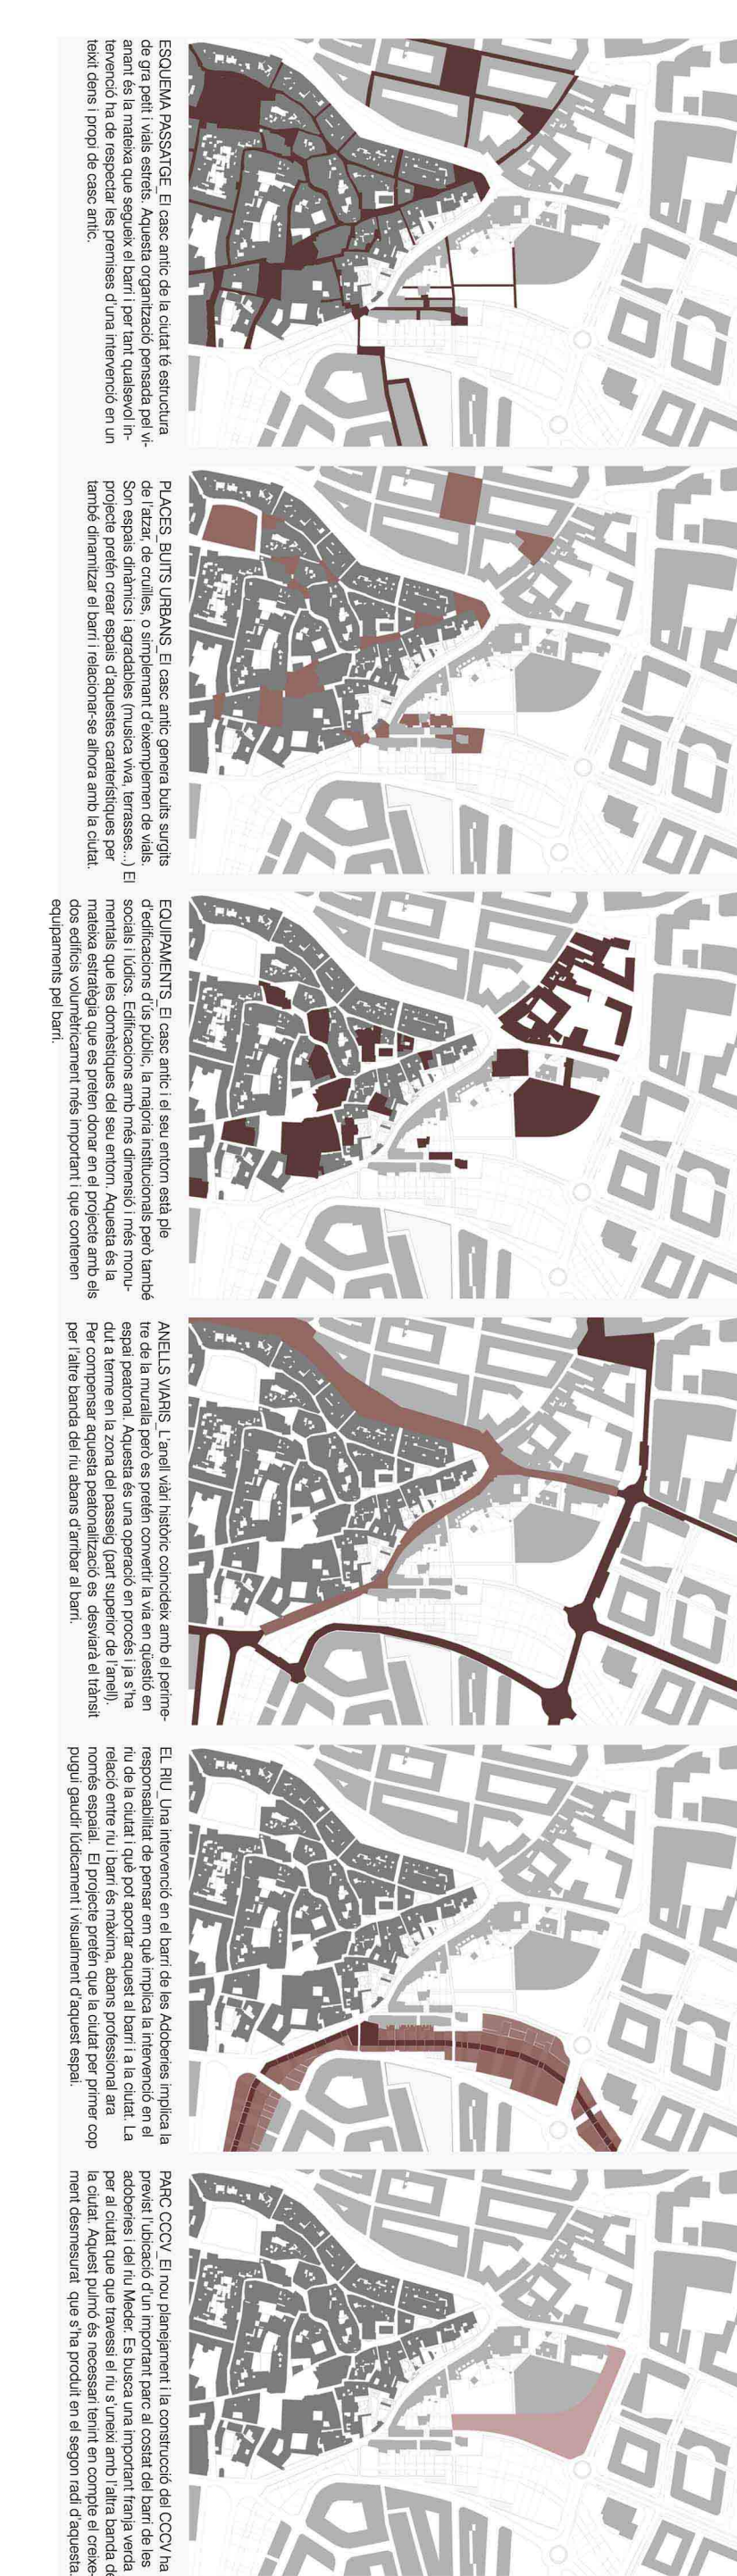 ESQUEMA PASSATGE_El casc antic de la ciutat té estructura
de gra petit i vials estrets. Aquesta organització pensada pel vi-
anant és la mateixa que segueix el barri i per tant qualsevol in-
tervenció ha de respectar les premises d'una intervenció en un
teixit dens i propi de casc antic.
PLACES_BUITS URBANS_El casc antic genera buits surgits
de l'atzar, de cruïlles, o simplemant d'eixemplemen de vials.
Son espais dinàmics i agradables (musica viva, terrasses...) El
projecte pretén crear espais d'aquestes caraterístiques per
també dinamitzar el barri i relacionar-se alhora amb la ciutat.
EQUIPAMENTS_El casc antic i el seu entorn està ple
d'edificacions d'ús públic, la majoria institucionals però també
socials i lúdics. Edificacions amb més dimensió i més monu-
mentals que les domèstiques del seu entorn. Aquesta és la
mateixa estratègia que es preten donar en el projecte amb els
dos edificis volumètricament més important i que contenen
equipaments pel barri.
ANELLS VIARIS_L'anell viàri històric coincideix amb el perime-
tre de la muralla però es pretén convertir la via en qüestió en
espai peatonal. Aquesta és una operació en procés i ja s'ha
dut a terme en la zona del passeig (part superior de l'anell).
Per compensar aquesta peatonalització es desviarà el trànsit
per l'altre banda del riu abans d'arribar al barri.
EL RIU_Una intervenció en el barri de les Adoberies implica la
responsabilitat de pensar em què implica la intervenció en el
riu de la ciutat i què pot aportar aquest al barri i a la ciutat. La
relació entre riu i barri és màxima, abans professional ara
només espaial. El projecte pretén que la ciutat per primer cop
pugui gaudir lúdicament i visualment d'aquest espai.
PARC CCCV_El nou planejament i la construcció del CCCV ha
previst l'ubicació d'un important parc al costat del barri de les
adoberies i del riu Meder. Es busca una important franja verda
per al ciutat que que travessi el riu s'uneixi amb l'altra banda de
la ciutat. Aquest pulmó és necessari tenint en compte el creixe-
ment desmesurat que s'ha produit en el segon radi d'aquesta.